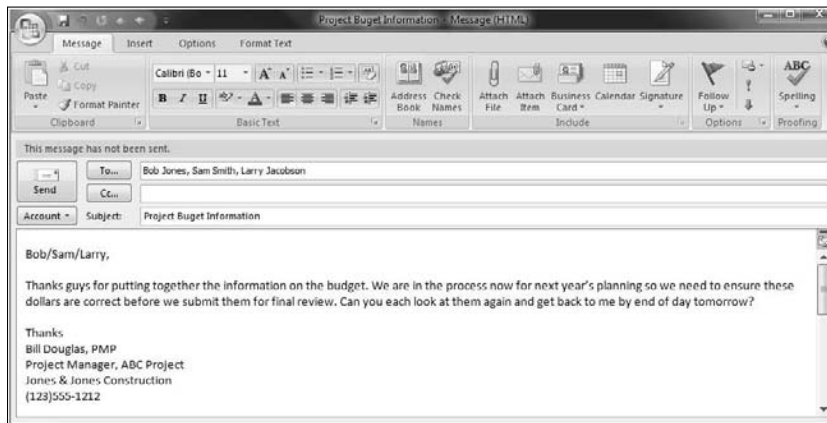 Project Buget Information - Message (HTML)
Message Insert Options Format Text
Cut
Copy
Paste
Format Painter
Clipboard
Calibri (Bo 11
B I U
Basic Text
Address Book
Check Names
Names
Attach File
Attach Item
Business Card
Calendar
Signature
Include
Follow Up
Options
ABC
Spelling
Proofing
This message has not been sent.
Send
To... Bob Jones, Sam Smith, Larry Jacobson
Cc...
Account Subject: Project Buget Information
Bob/Sam/Larry,
Thanks guys for putting together the information on the budget. We are in the process now for next year's planning so we need to ensure these
dollars are correct before we submit them for final review. Can you each look at them again and get back to me by end of day tomorrow?
Thanks
Bill Douglas, PMP
Project Manager, ABC Project
Jones & Jones Construction
(123)555-1212